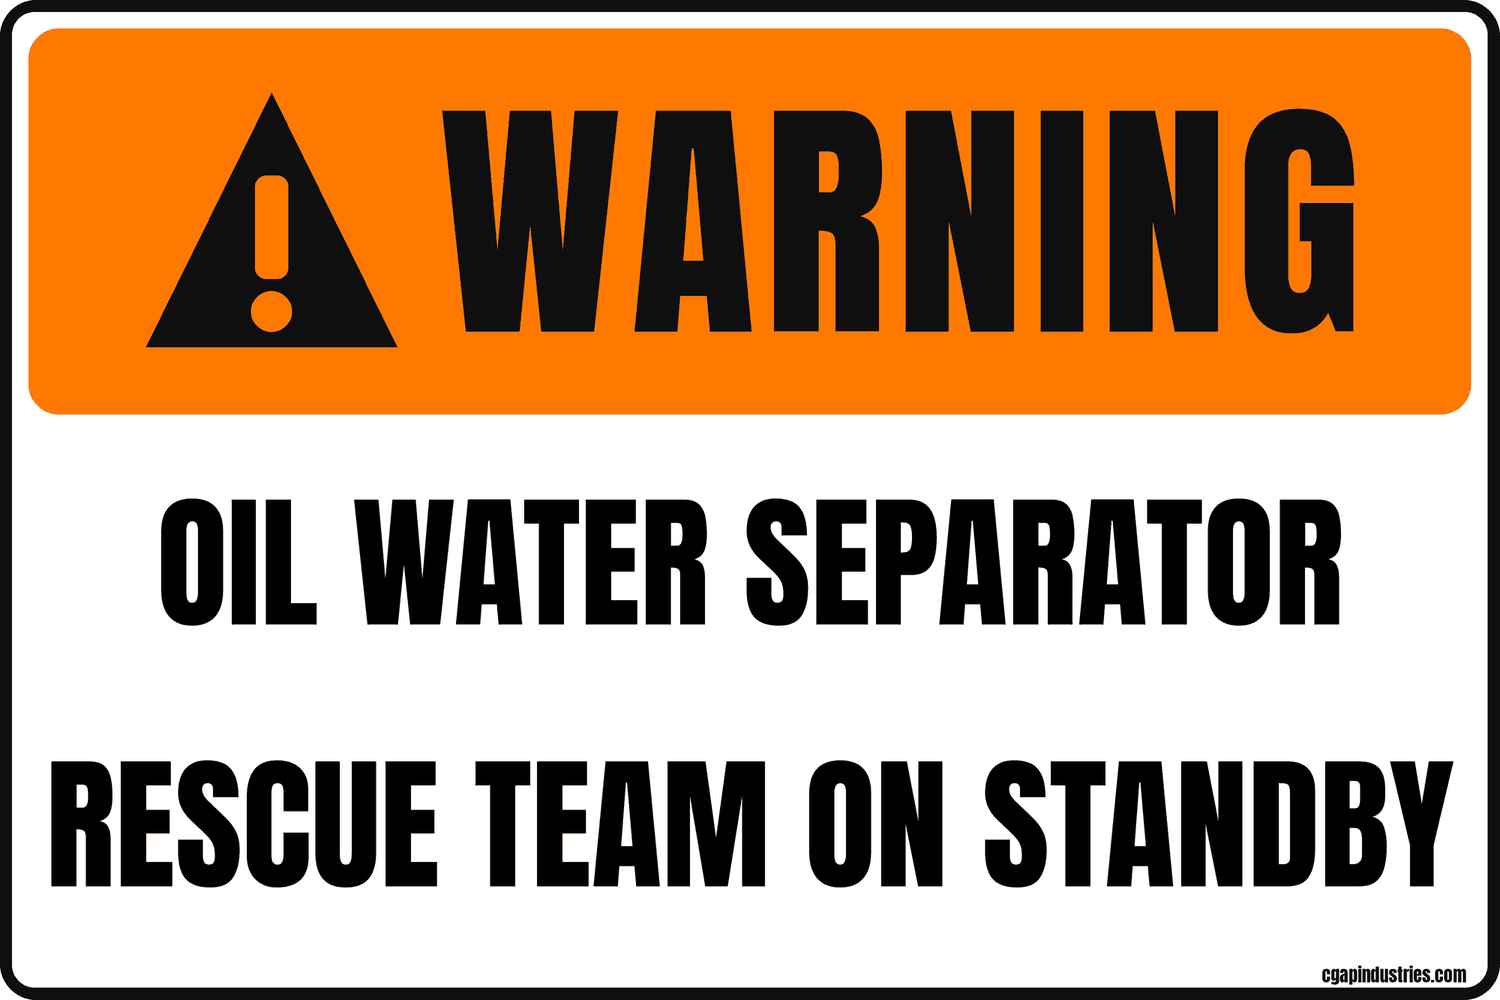 WARNING
OIL WATER SEPARATOR
RESCUE TEAM ON STANDBY
cgapindustries.com